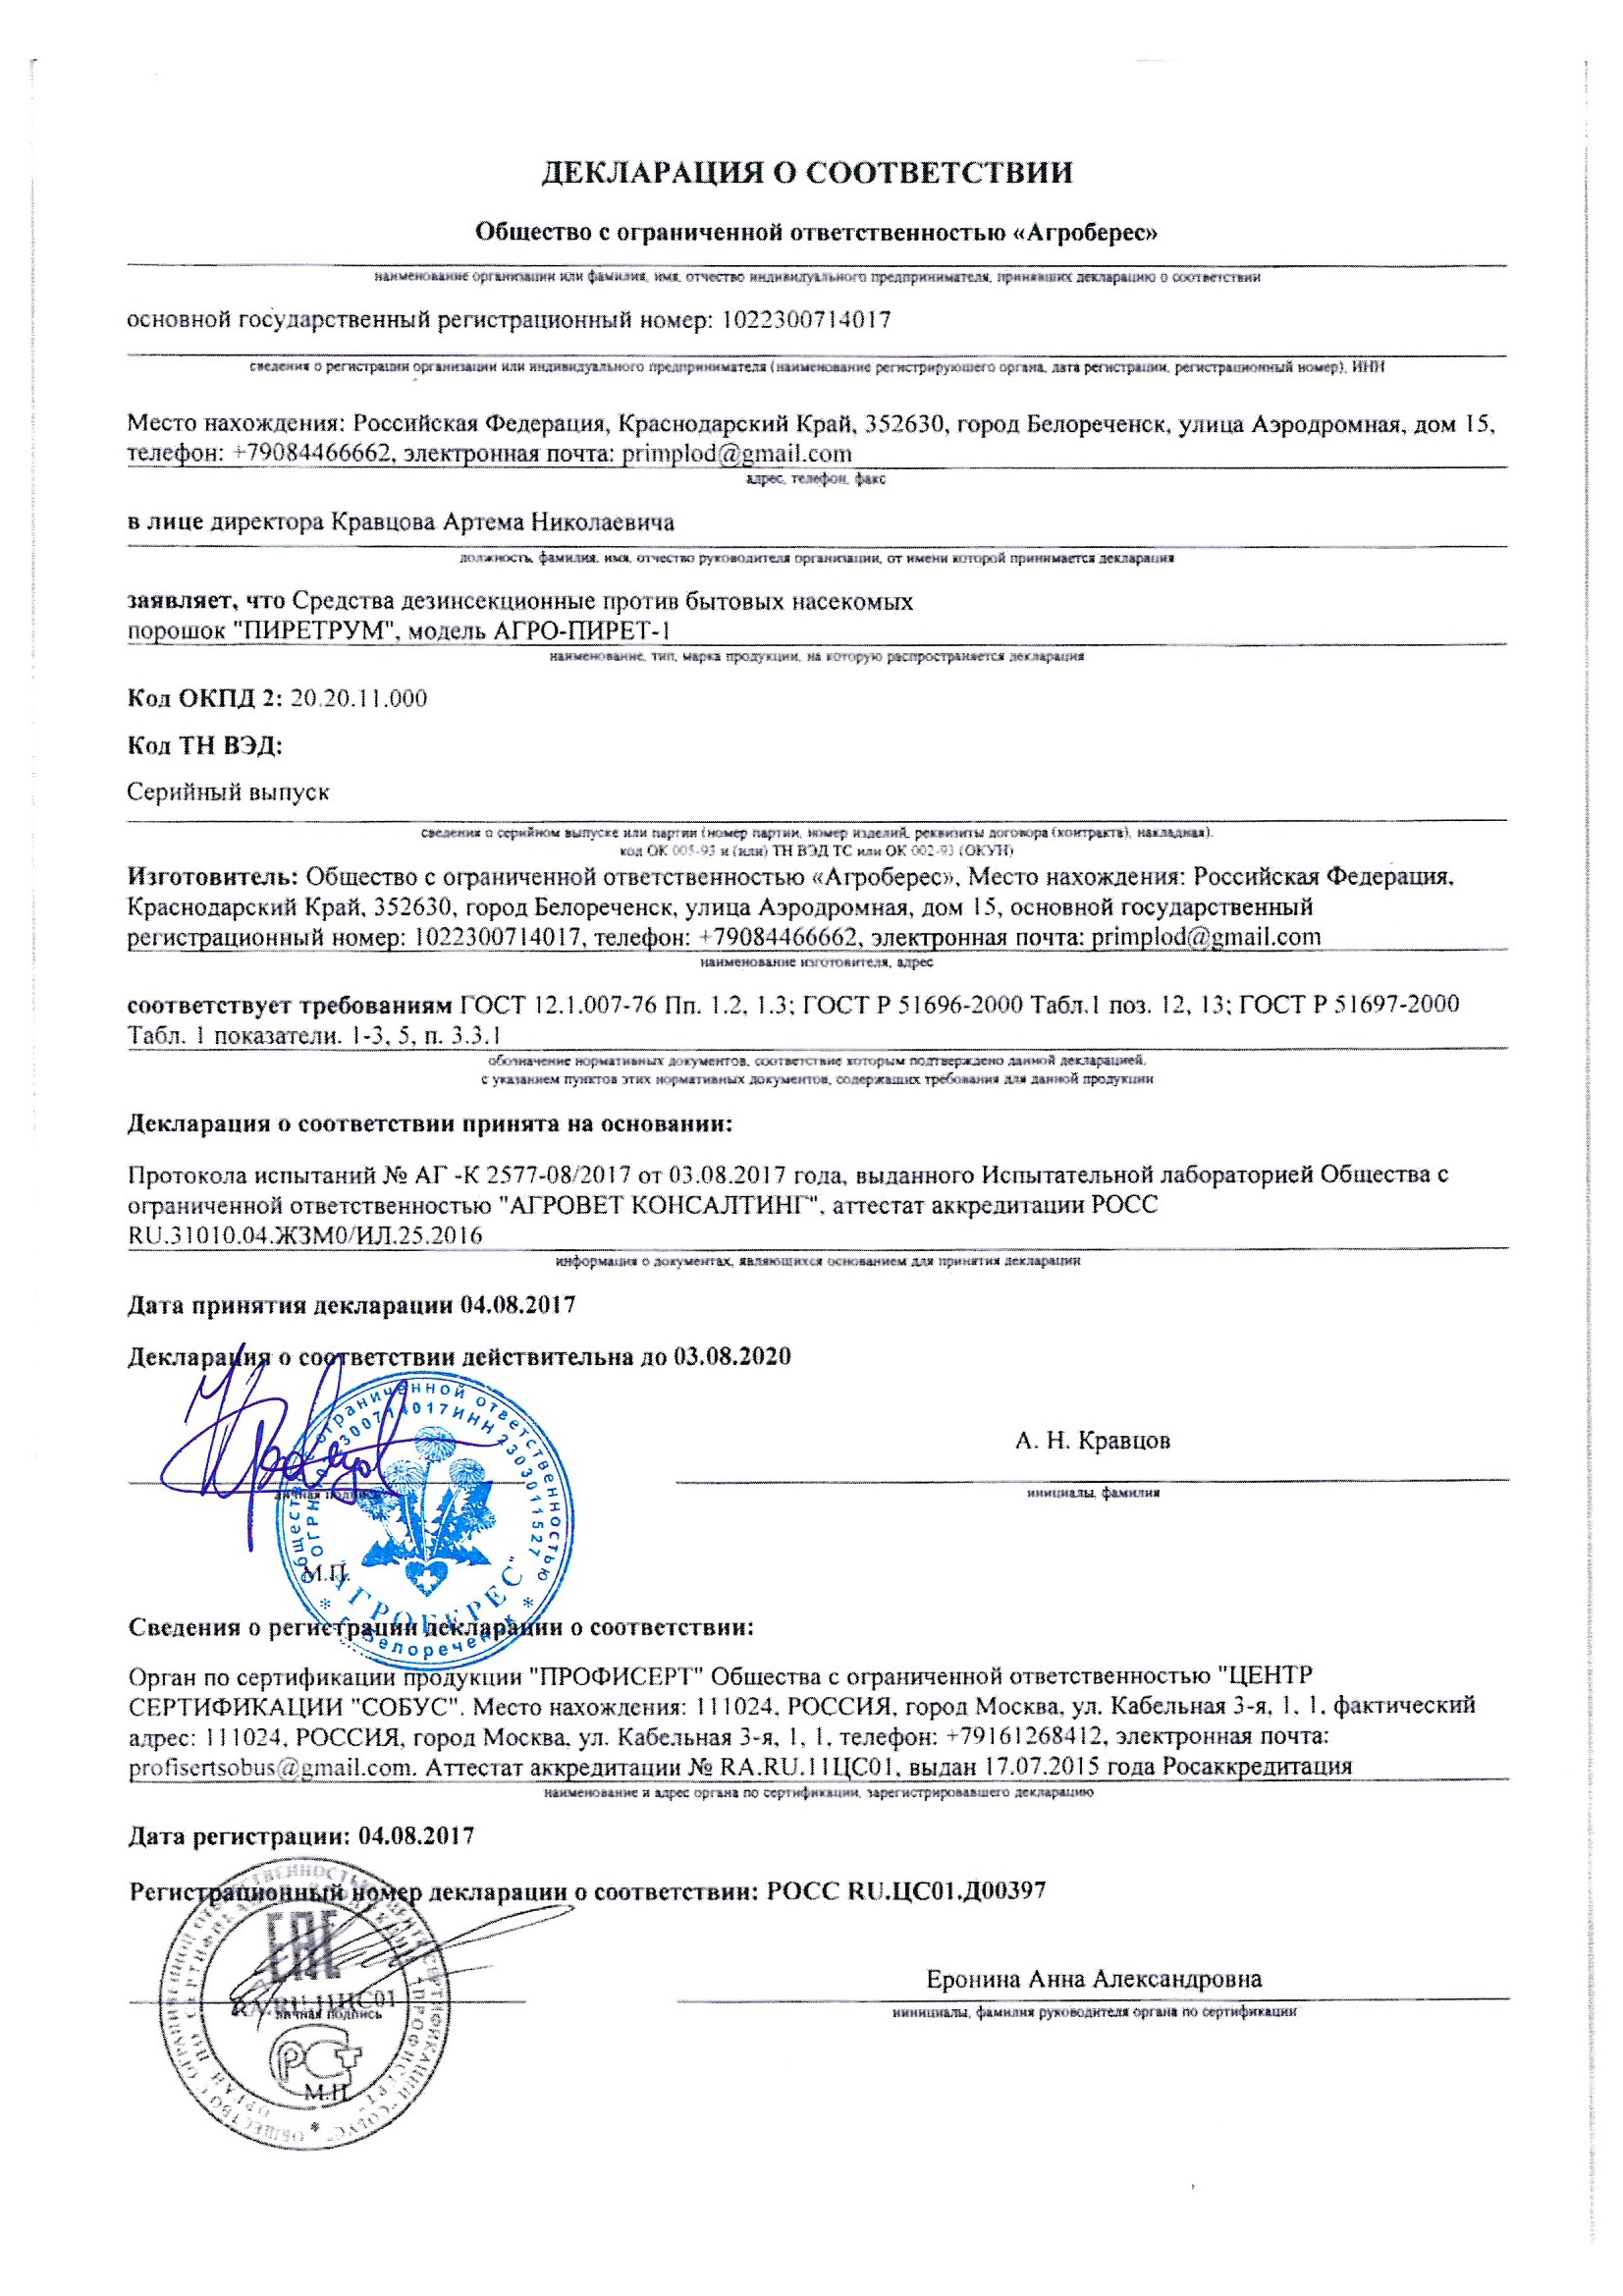 ДЕКЛАРАЦИЯ О СООТВЕТСТВИИ
Общество с ограниченной ответственностью «Агроберес»
наименование организации или фамилия, имя, отчество индивидуального предпринимателя, принявших декларацию о соответствии
основной государственный регистрационный номер: 1022300714017
сведения о регистрации организации или индивидуального предпринимателя (наименование регистрирующего органа, дата регистрации, регистрационный номер), ИНН
Место нахождения: Российская Федерация, Краснодарский Край, 352630, город Белореченск, улица Аэродромная, дом 15,
телефон: +79084466662, электронная почта: primplod@gmail.com
адрес, телефон, факс
в лице директора Кравцова Артема Николаевича
должность, фамилия, имя, отчество руководителя организации, от имени которой принимается декларация
заявляет, что Средства дезинсекционные против бытовых насекомых
порошок "ПИРЕТРУМ", модель АГРО-ПИРЕТ-1
наименование, тип, марка продукции, на которую распространяется декларация
Код ОКПД 2: 20.20.11.000
Код ТН ВЭД:
Серийный выпуск
сведения о серийном выпуске или партии (номер партии, номер изделий, реквизиты договора (контракта), накладная),
код ОК 005-93 и (или) ТН ВЭД ТС или ОК 002-93 (ОКУН)
Изготовитель: Общество с ограниченной ответственностью «Агроберес», Место нахождения: Российская Федерация,
Краснодарский Край, 352630, город Белореченск, улица Аэродромная, дом 15, основной государственный
регистрационный номер: 1022300714017, телефон: +79084466662, электронная почта: primplod@gmail.com
наименование изготовителя, адрес
соответствует требованиям ГОСТ 12.1.007-76 Пп. 1.2, 1.3; ГОСТ Р 51696-2000 Табл.1 поз. 12, 13; ГОСТ Р 51697-2000
Табл. 1 показатели. 1-3, 5, п. 3.3.1
обозначение нормативных документов, соответствие которым подтверждено данной декларацией,
с указанием пунктов этих нормативных документов, содержащих требования для данной продукции
Декларация о соответствии принята на основании:
Протокола испытаний № АГ -К 2577-08/2017 от 03.08.2017 года, выданного Испытательной лабораторией Общества с
ограниченной ответственностью "АГРОВЕТ КОНСАЛТИНГ", аттестат аккредитации РОСС
RU.31010.04.ЖЗМ0/ИЛ.25.2016
информация о документах, являющихся основанием для принятия декларации
Дата принятия декларации 04.08.2017
Декларация о соответствии действительна до 03.08.2020
А. Н. Кравцов
личная подпись
инициалы, фамилия
Общество с ограниченной ответственностью
ОГРН 1022300714017 ИНН 2303011527
"АГРОБЕРЕС"
* г. Белореченск *
М.П.
Сведения о регистрации декларации о соответствии:
Орган по сертификации продукции "ПРОФИСЕРТ" Общества с ограниченной ответственностью "ЦЕНТР
СЕРТИФИКАЦИИ "СОБУС". Место нахождения: 111024, РОССИЯ, город Москва, ул. Кабельная 3-я, 1, 1, фактический
адрес: 111024, РОССИЯ, город Москва, ул. Кабельная 3-я, 1, 1, телефон: +79161268412, электронная почта:
profisertsobus@gmail.com. Аттестат аккредитации № RA.RU.11ЦС01, выдан 17.07.2015 года Росаккредитация
наименование и адрес органа по сертификации, зарегистрировавшего декларацию
Дата регистрации: 04.08.2017
Регистрационный номер декларации о соответствии: РОСС RU.ЦС01.Д00397
Еронина Анна Александровна
RA.RU.11ЦС01
личная подпись
инициалы, фамилия руководителя органа по сертификации
М.П.